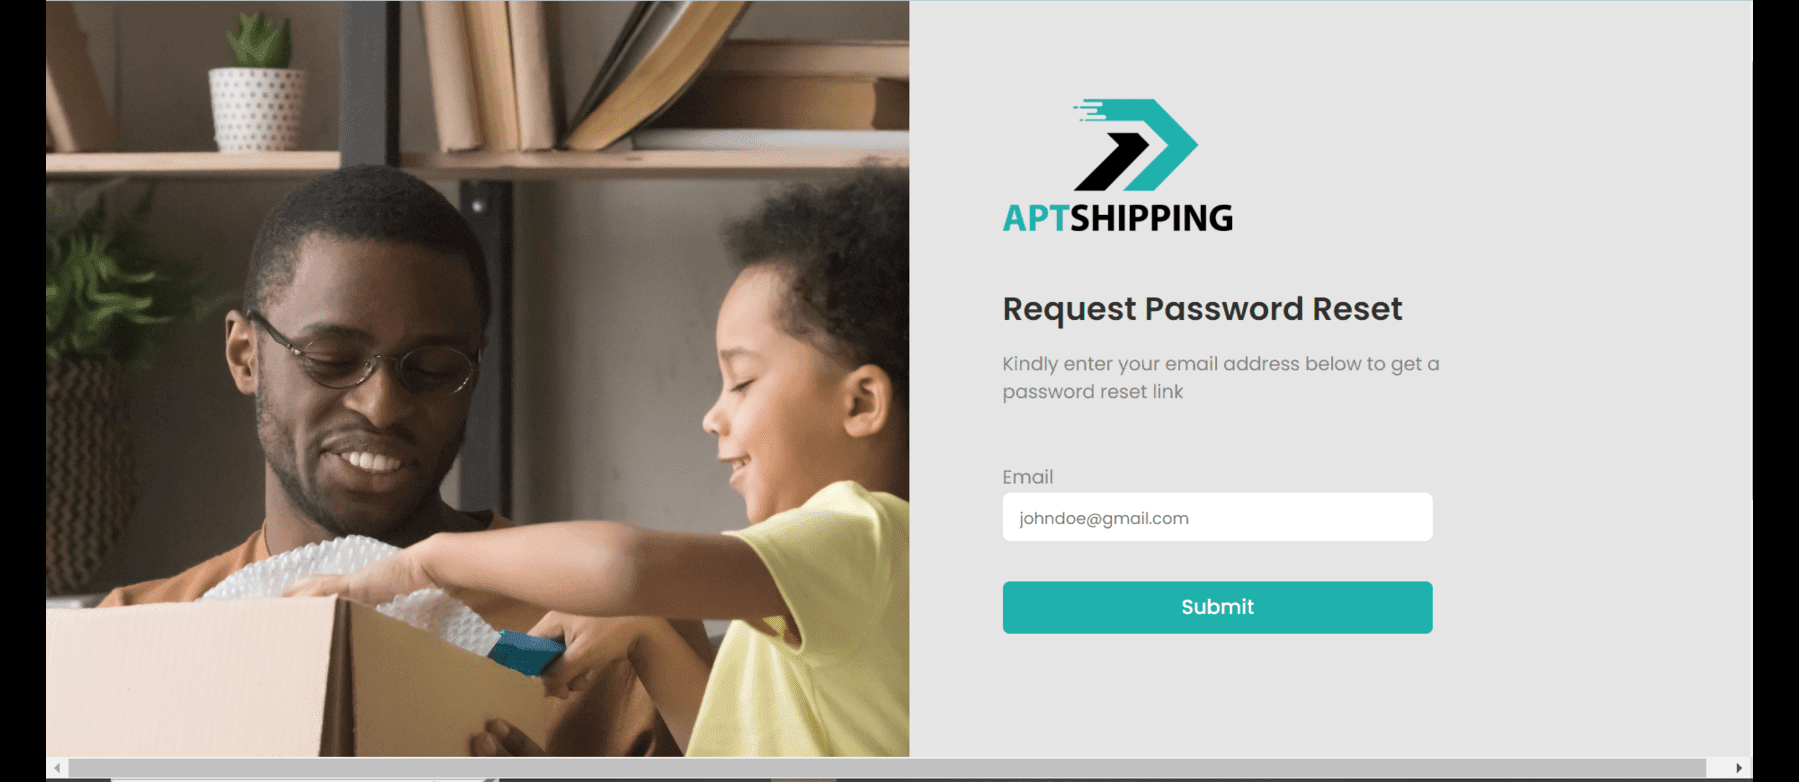 APTSHIPPING
Request Password Reset
Kindly enter your email address below to get a
password reset link
Email
johndoe@gmail.com
Submit